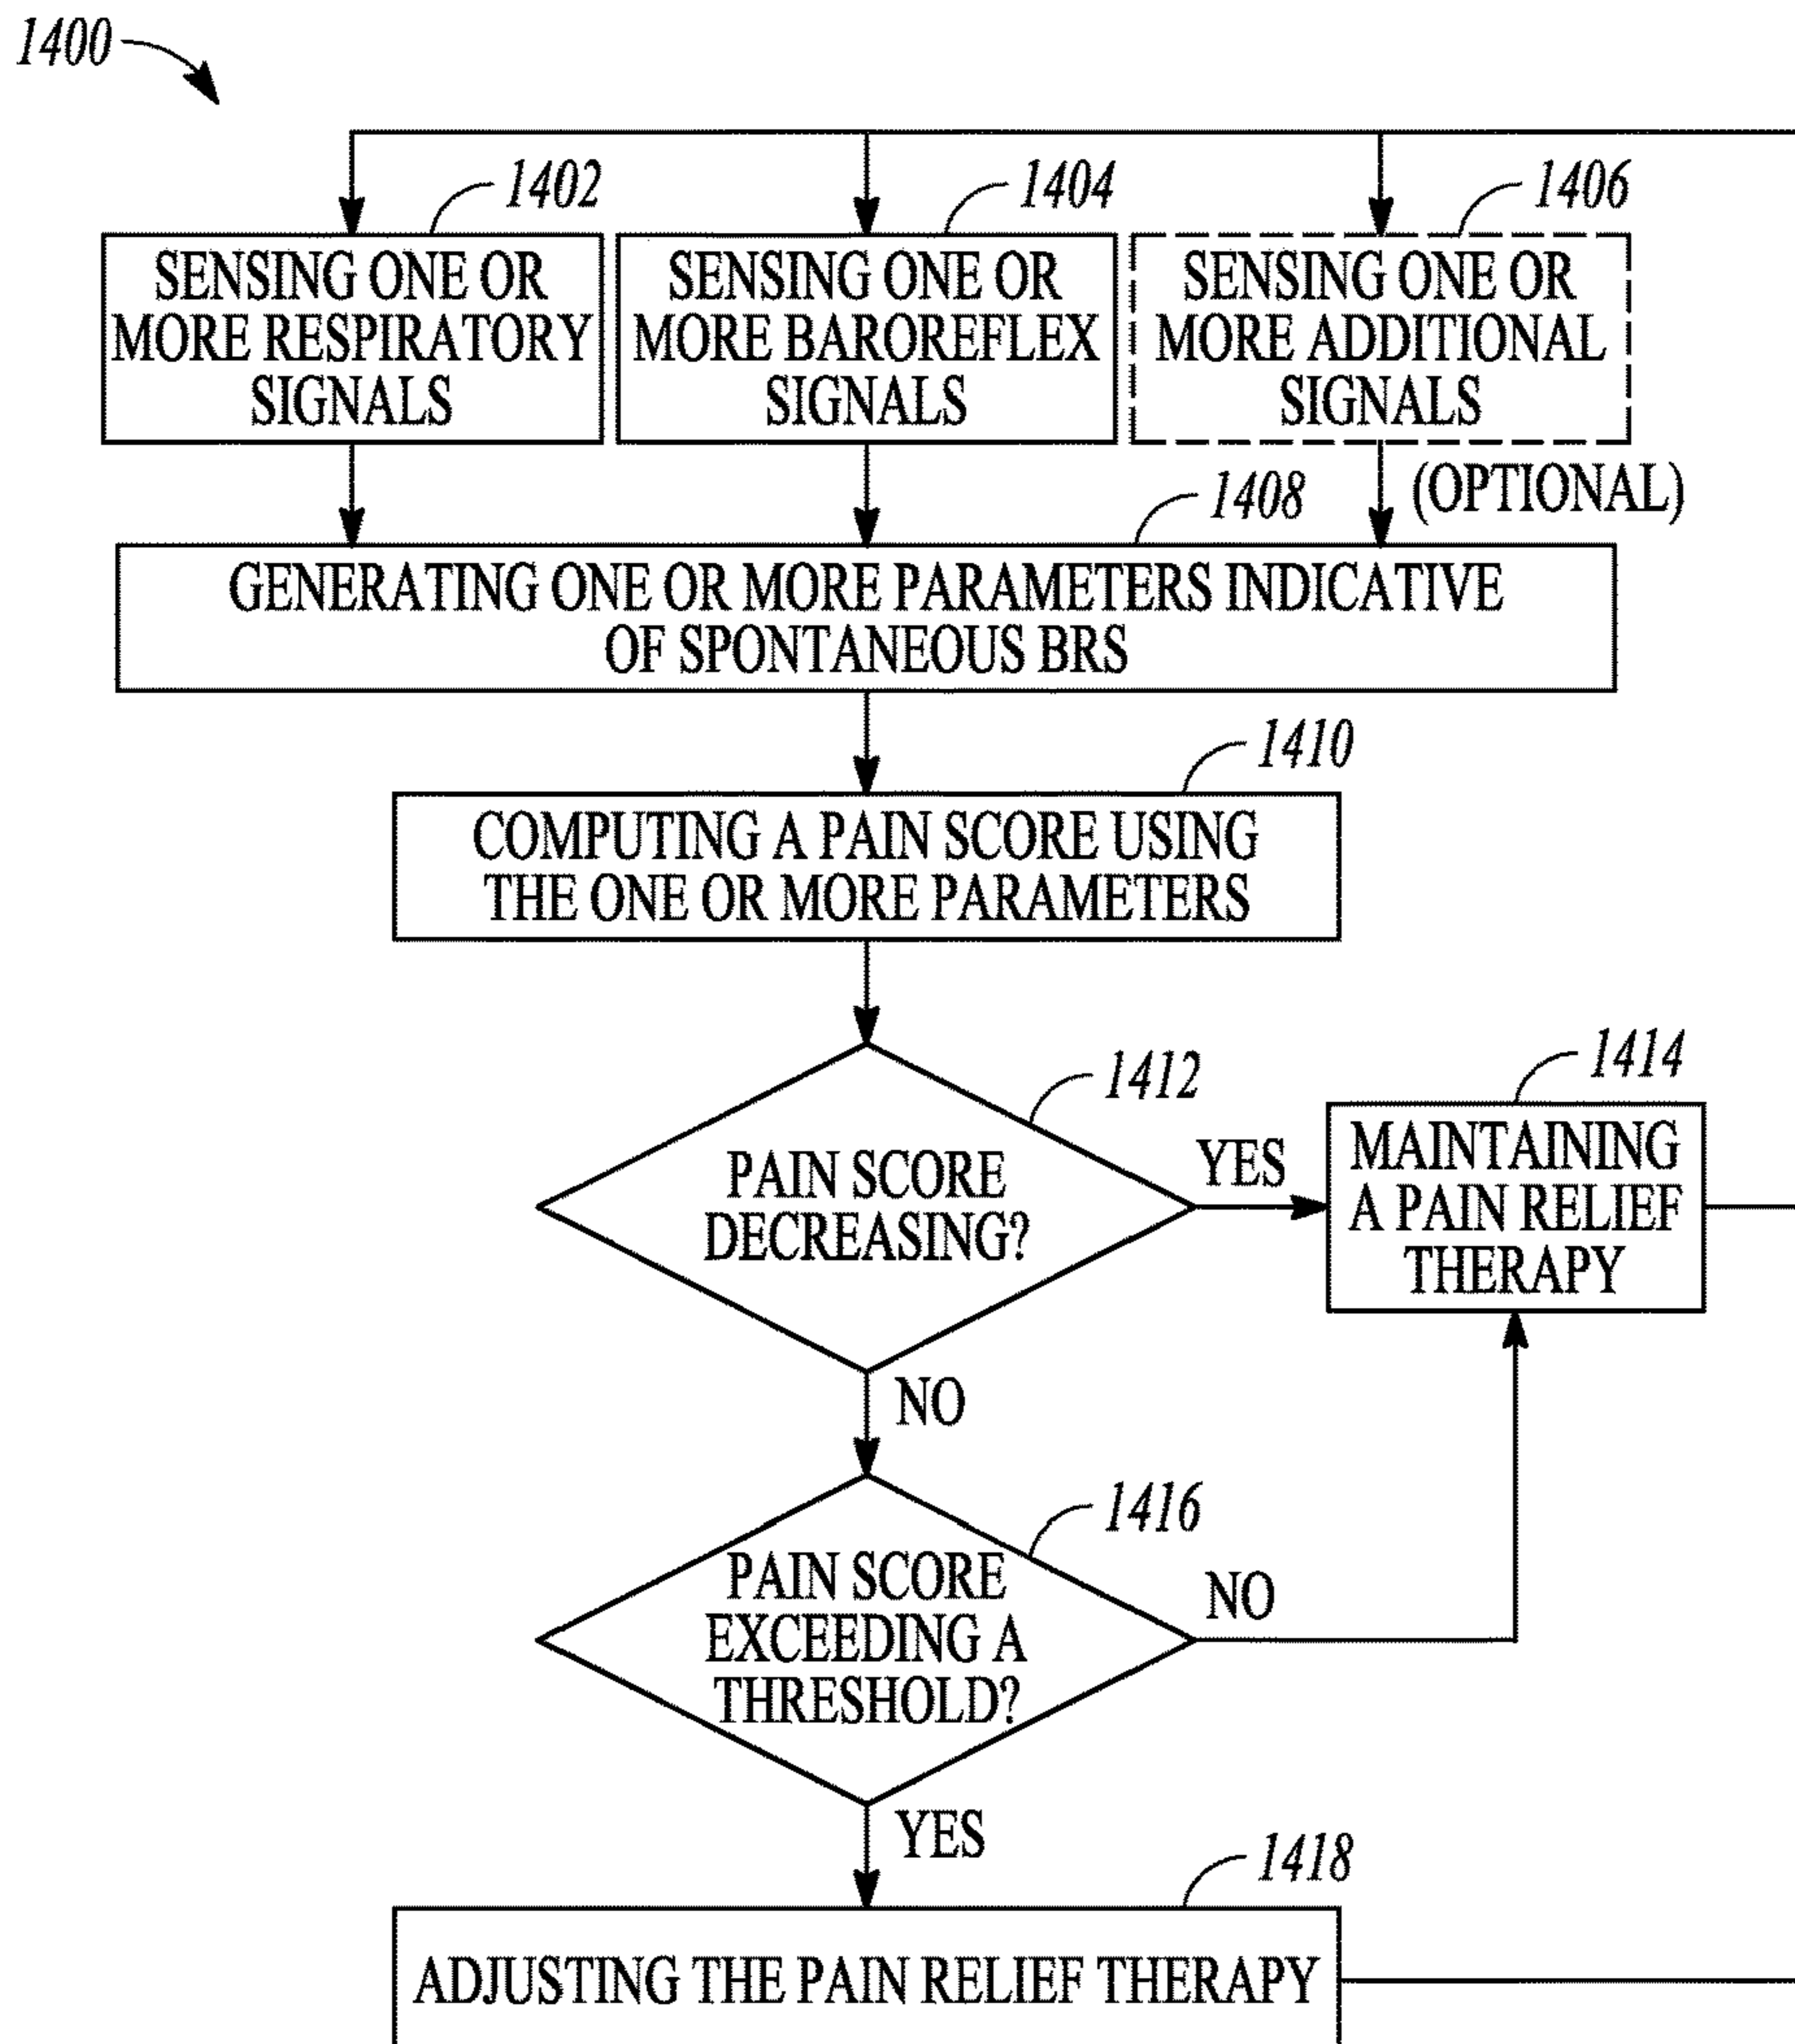 1400
1402
1404
1406
SENSING ONE OR
MORE RESPIRATORY
SIGNALS
SENSING ONE OR
MORE BAROREFLEX
SIGNALS
SENSING ONE OR
MORE ADDITIONAL
SIGNALS
(OPTIONAL)
1408
GENERATING ONE OR MORE PARAMETERS INDICATIVE
OF SPONTANEOUS BRS
1410
COMPUTING A PAIN SCORE USING
THE ONE OR MORE PARAMETERS
1412
PAIN SCORE
DECREASING?
YES
1414
MAINTAINING
A PAIN RELIEF
THERAPY
NO
1416
PAIN SCORE
EXCEEDING A
THRESHOLD?
NO
YES
1418
ADJUSTING THE PAIN RELIEF THERAPY